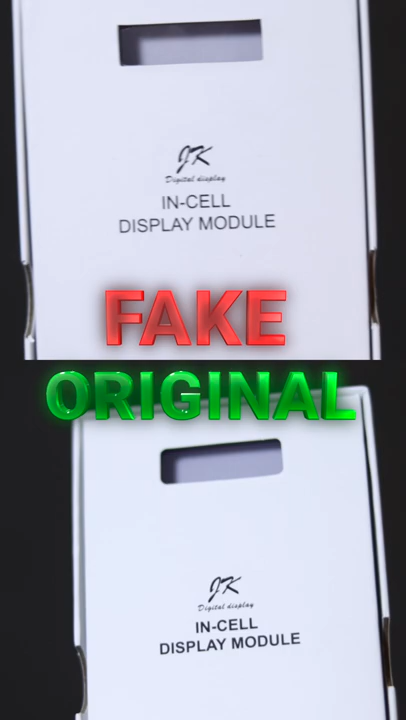 JK
Digital display
IN-CELL
DISPLAY MODULE
FAKE
ORIGINAL
JK
Digital display
IN-CELL
DISPLAY MODULE